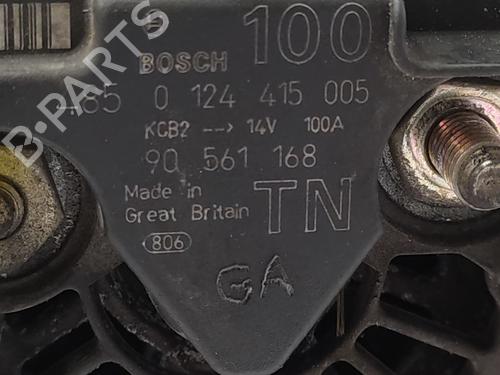 100
BOSCH
0 124 415 005
KCB2 --> 14V 100A
90 561 168
Made in
Great Britain
TN
806
GA